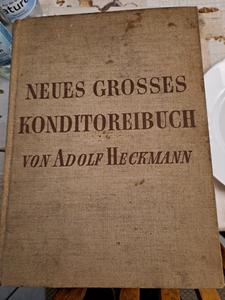 NEUES GROSSES
KONDITOREIBUCH
VON ADOLF HECKMANN